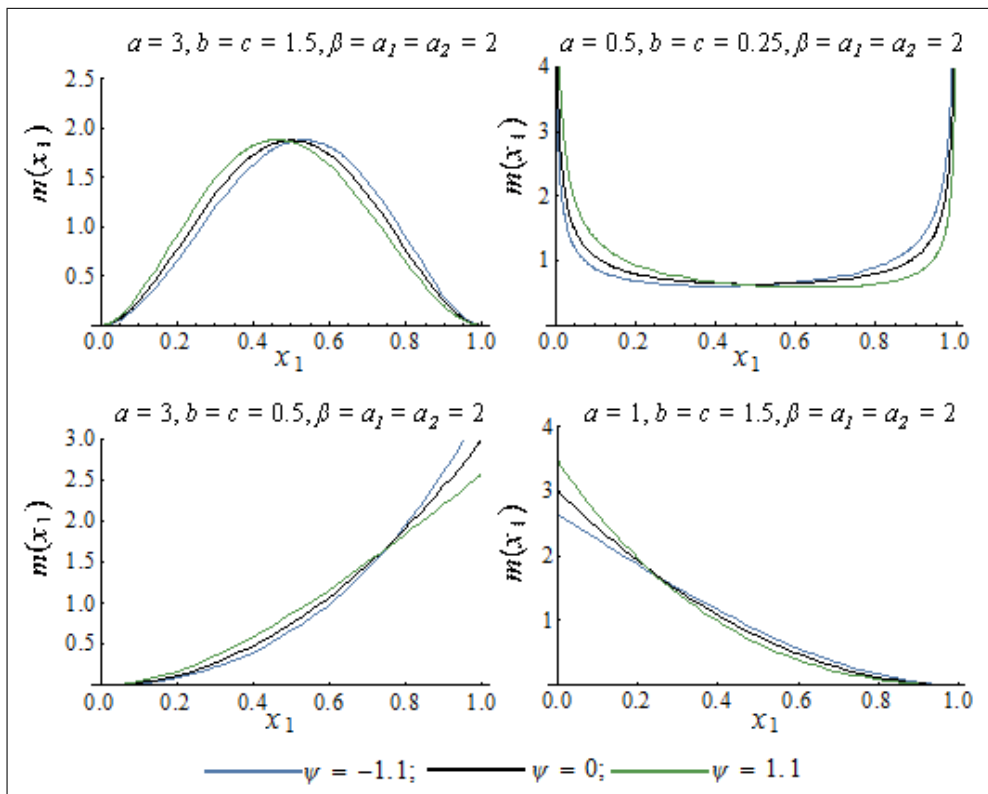 a = 3, b = c = 1.5, β = a₁ = a₂ = 2
2.5
2.0
1.5
1.0
0.5
m(x₁)
0.0 0.2 0.4 0.6 0.8 1.0
x₁
a = 0.5, b = c = 0.25, β = a₁ = a₂ = 2
4
3
2
1
m(x₁)
0.0 0.2 0.4 0.6 0.8 1.0
x₁
a = 3, b = c = 0.5, β = a₁ = a₂ = 2
3.0
2.5
2.0
1.5
1.0
0.5
m(x₁)
0.0 0.2 0.4 0.6 0.8 1.0
x₁
a = 1, b = c = 1.5, β = a₁ = a₂ = 2
4
3
2
1
m(x₁)
0.0 0.2 0.4 0.6 0.8 1.0
x₁
ψ = −1.1; ψ = 0; ψ = 1.1